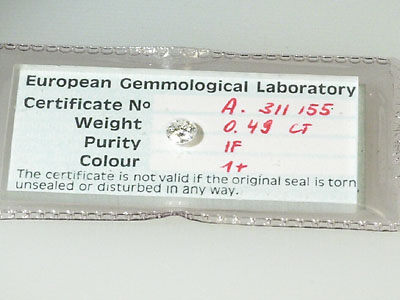 European Gemmological Laboratory
Certificate No A. 311 155
Weight 0.49 CT
Purity IF
Colour 1+
The certificate is not valid if the original seal is torn
unsealed or disturbed in any way.